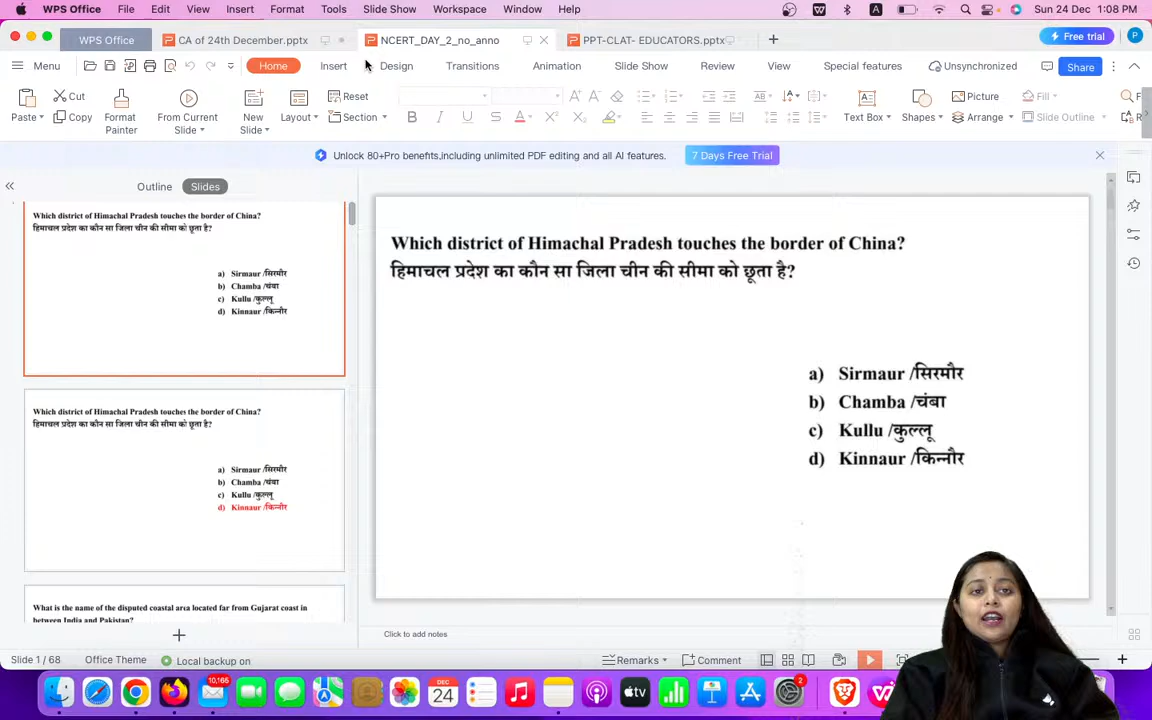 WPS Office File Edit View Insert Format Tools Slide Show Workspace Window Help Sun 24 Dec 1:08 PM
WPS Office CA of 24th December.pptx NCERT_DAY_2_no_anno PPT-CLAT- EDUCATORS.pptx Free trial P
Menu Home Insert Design Transitions Animation Slide Show Review View Special features Unsynchronized Share
Paste Cut Copy Format Painter From Current Slide New Slide Layout Reset Section Text Box Shapes Picture Arrange Fill Slide Outline
Unlock 80+Pro benefits,including unlimited PDF editing and all AI features. 7 Days Free Trial
Outline Slides
Which district of Himachal Pradesh touches the border of China?
हिमाचल प्रदेश का कौन सा जिला चीन की सीमा को छूता है?
a) Sirmaur /सिरमौर
b) Chamba /चंबा
c) Kullu /कुल्लू
d) Kinnaur /किन्नौर
Which district of Himachal Pradesh touches the border of China?
हिमाचल प्रदेश का कौन सा जिला चीन की सीमा को छूता है?
a) Sirmaur /सिरमौर
b) Chamba /चंबा
c) Kullu /कुल्लू
d) Kinnaur /किन्नौर
What is the name of the disputed coastal area located far from Gujarat coast in
between India and Pakistan?
Which district of Himachal Pradesh touches the border of China?
हिमाचल प्रदेश का कौन सा जिला चीन की सीमा को छूता है?
a) Sirmaur /सिरमौर
b) Chamba /चंबा
c) Kullu /कुल्लू
d) Kinnaur /किन्नौर
Click to add notes
Slide 1 / 68 Office Theme Local backup on Remarks Comment
10,166
DEC
24
tv
2